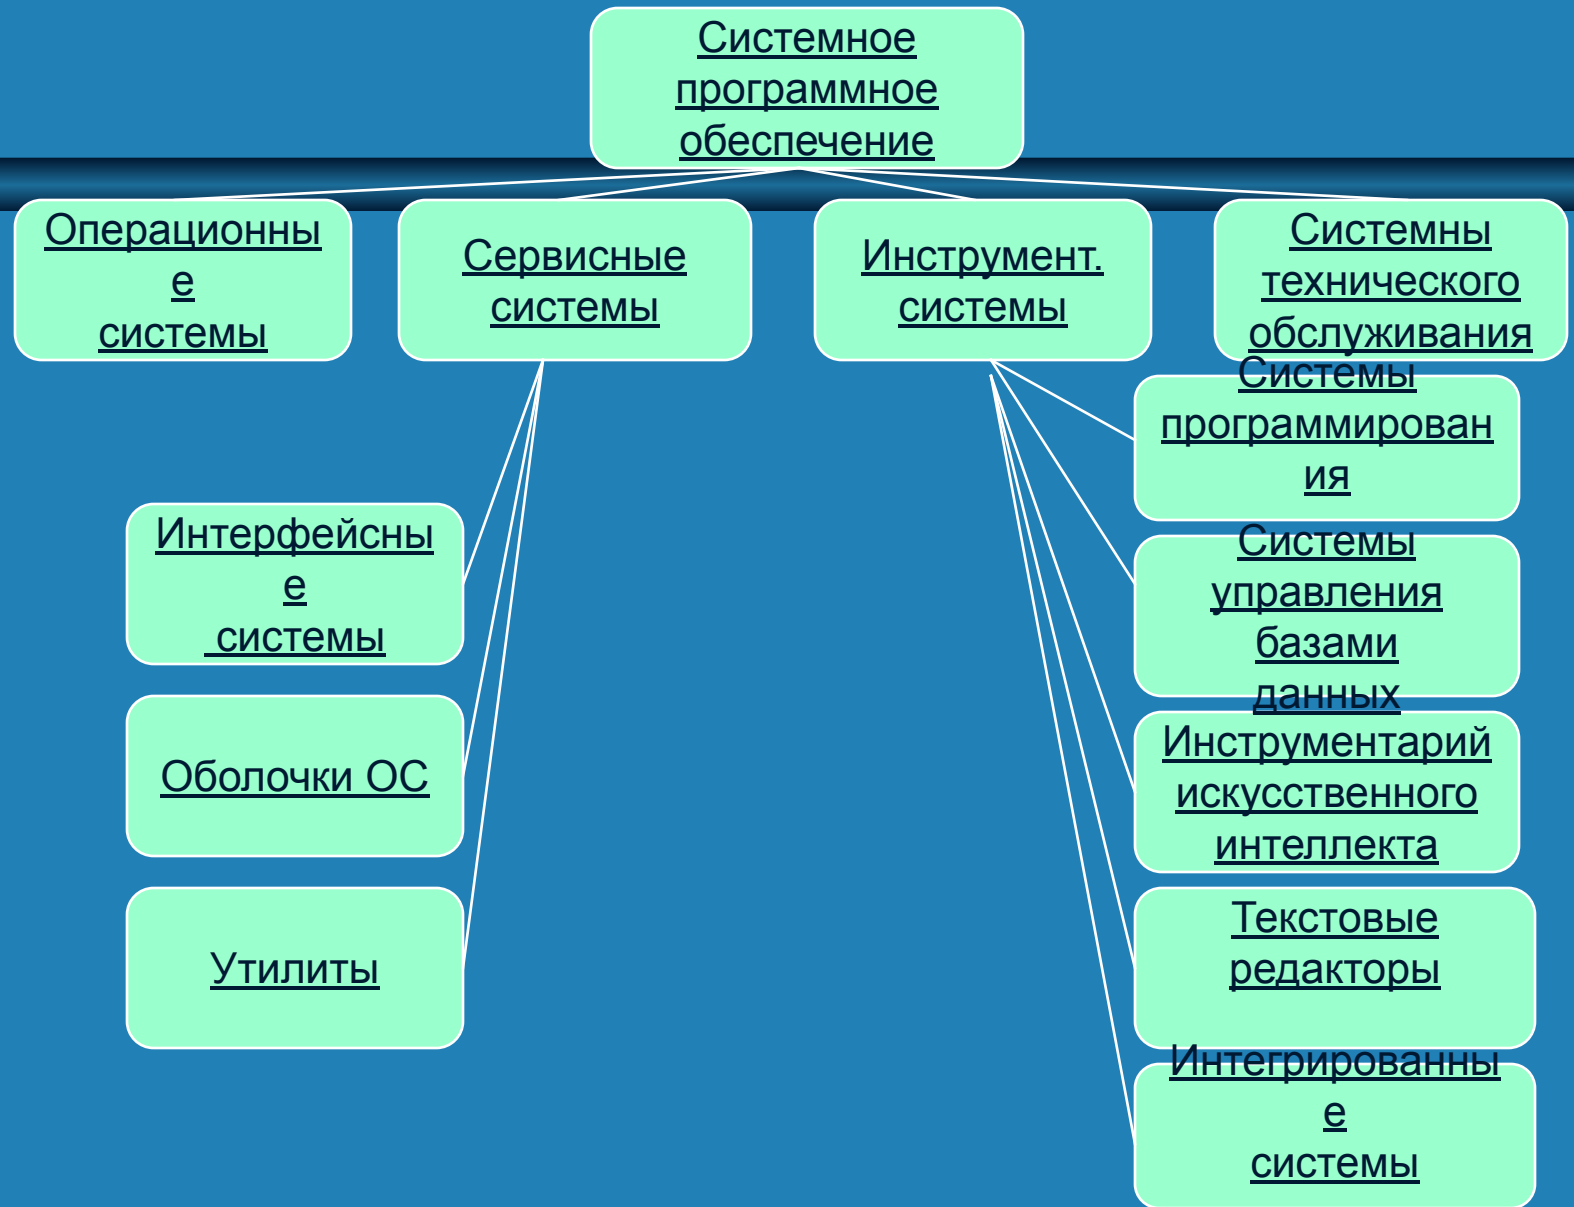 Системное
программное
обеспечение
Операционны
е
системы
Сервисные
системы
Инструмент.
системы
Системны
технического
обслуживания
Интерфейсны
е
системы
Оболочки ОС
Утилиты
Системы
программирован
ия
Системы
управления
базами
данных
Инструментарий
искусственного
интеллекта
Текстовые
редакторы
Интегрированны
е
системы